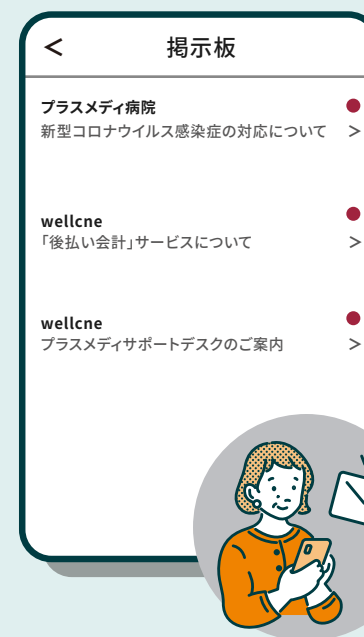 < 掲示板
プラスメディ病院
新型コロナウイルス感染症の対応について >
wellcne
「後払い会計」サービスについて >
wellcne
プラスメディサポートデスクのご案内 >